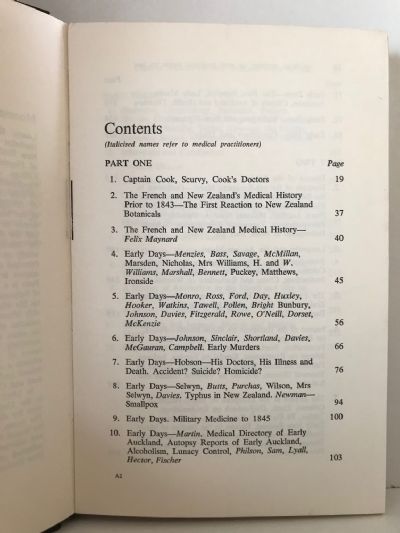 Contents
(Italicized names refer to medical practitioners)
PART ONE Page
1. Captain Cook, Scurvy, Cook's Doctors 19
2. The French and New Zealand's Medical History
Prior to 1843—The First Reaction to New Zealand
Botanicals 37
3. The French and New Zealand Medical History—
Felix Maynard 40
4. Early Days—Menzies, Bass, Savage, McMillan,
Marsden, Nicholas, Mrs Williams, H. and W.
Williams, Marshall, Bennett, Puckey, Matthews,
Ironside 45
5. Early Days—Monro, Ross, Ford, Day, Huxley,
Hooker, Watkins, Tawell, Pollen, Bright Bunbury,
Johnson, Davies, Fitzgerald, Rowe, O'Neill, Dorset,
McKenzie 56
6. Early Days—Johnson, Sinclair, Shortland, Davies,
McGauran, Campbell. Early Murders 66
7. Early Days—Hobson—His Doctors, His Illness and
Death. Accident? Suicide? Homicide? 76
8. Early Days—Selwyn, Butts, Purchas, Wilson, Mrs
Selwyn, Davies. Typhus in New Zealand. Newman—
Smallpox 94
9. Early Days. Military Medicine to 1845 100
10. Early Days—Martin. Medical Directory of Early
Auckland, Autopsy Reports of Early Auckland,
Alcoholism, Lunacy Control, Philson, Sam, Lyall,
Hector, Fischer 103
A2